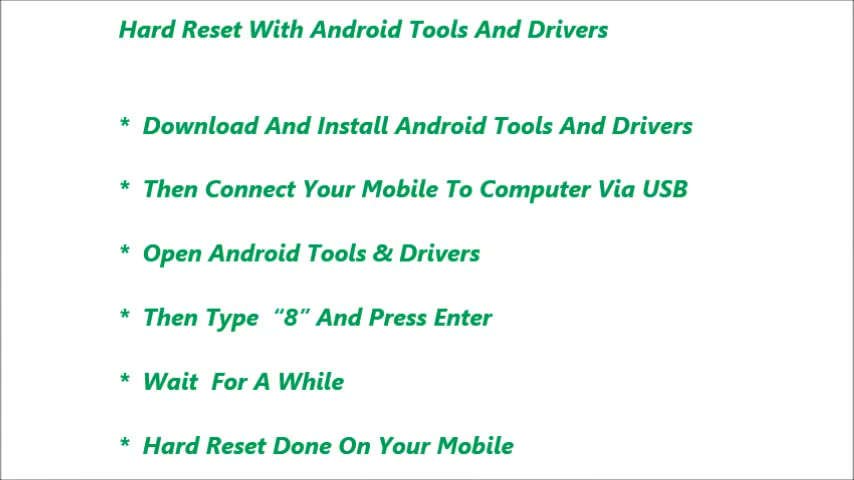 Hard Reset With Android Tools And Drivers
* Download And Install Android Tools And Drivers
* Then Connect Your Mobile To Computer Via USB
* Open Android Tools & Drivers
* Then Type “8” And Press Enter
* Wait For A While
* Hard Reset Done On Your Mobile